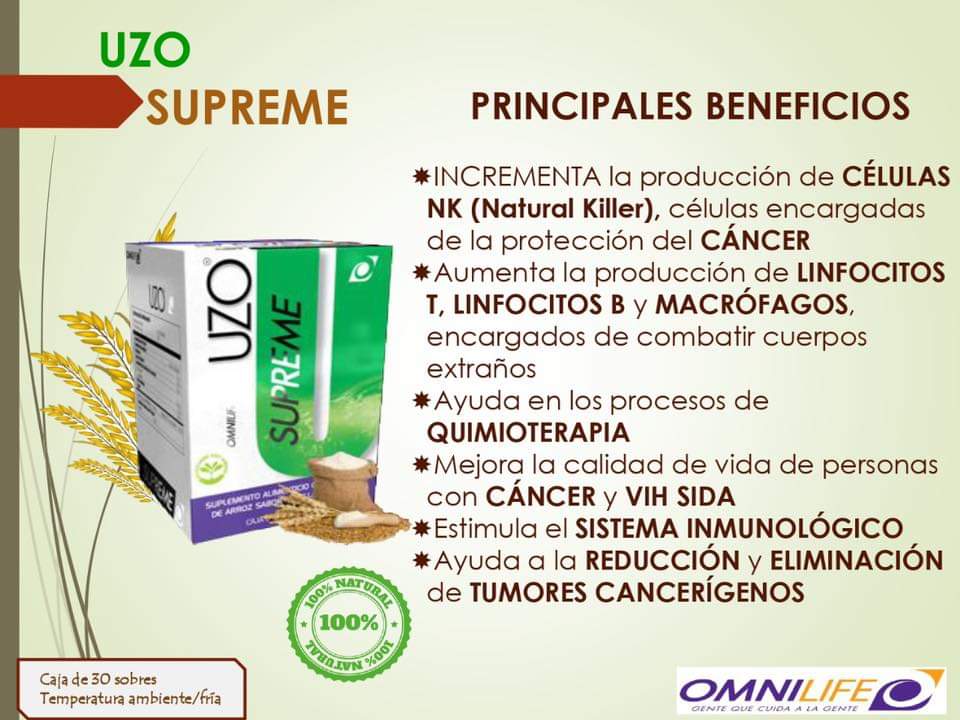 UZO
SUPREME
PRINCIPALES BENEFICIOS
✷INCREMENTA la producción de CÉLULAS
NK (Natural Killer), células encargadas
de la protección del CÁNCER
✷Aumenta la producción de LINFOCITOS
T, LINFOCITOS B y MACRÓFAGOS,
encargados de combatir cuerpos
extraños
✷Ayuda en los procesos de
QUIMIOTERAPIA
✷Mejora la calidad de vida de personas
con CÁNCER y VIH SIDA
✷Estimula el SISTEMA INMUNOLÓGICO
✷Ayuda a la REDUCCIÓN y ELIMINACIÓN
de TUMORES CANCERÍGENOS
UZO
UZO®
SUPREME
OMNILIFE
SUPREME
SUPLEMENTO ALIMENTICIO
DE ARROZ SABO
100% NATURAL
100%
100% NATURAL
Caja de 30 sobres
Temperatura ambiente/fría
OMNILIFE
GENTE QUE CUIDA A LA GENTE